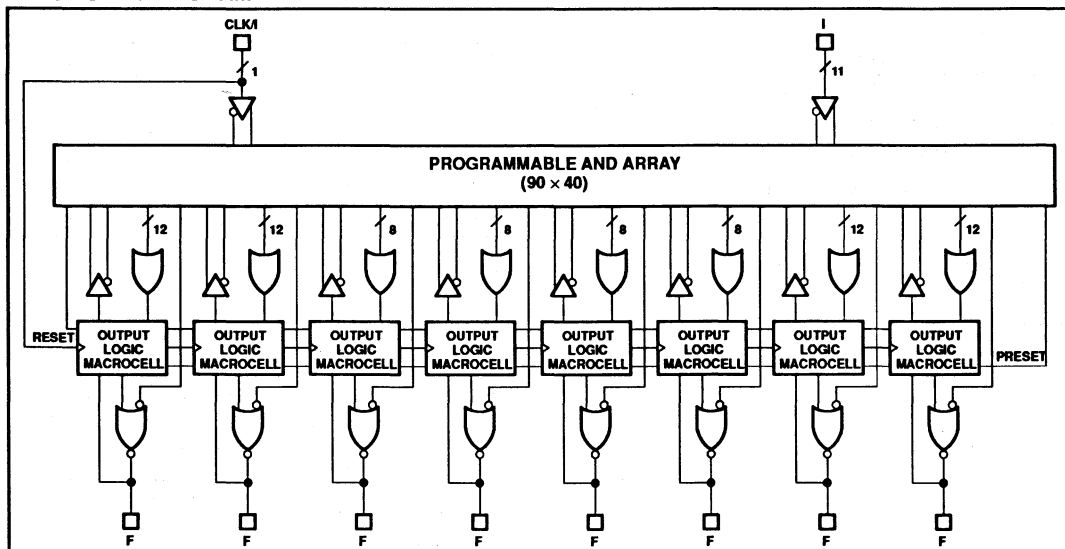 CLK/I I
1 11
PROGRAMMABLE AND ARRAY
(90 × 40)
12 12 8 8 8 8 12 12
RESET
OUTPUT LOGIC MACROCELL
OUTPUT LOGIC MACROCELL
OUTPUT LOGIC MACROCELL
OUTPUT LOGIC MACROCELL
OUTPUT LOGIC MACROCELL
OUTPUT LOGIC MACROCELL
OUTPUT LOGIC MACROCELL
OUTPUT LOGIC MACROCELL
PRESET
F F F F F F F F